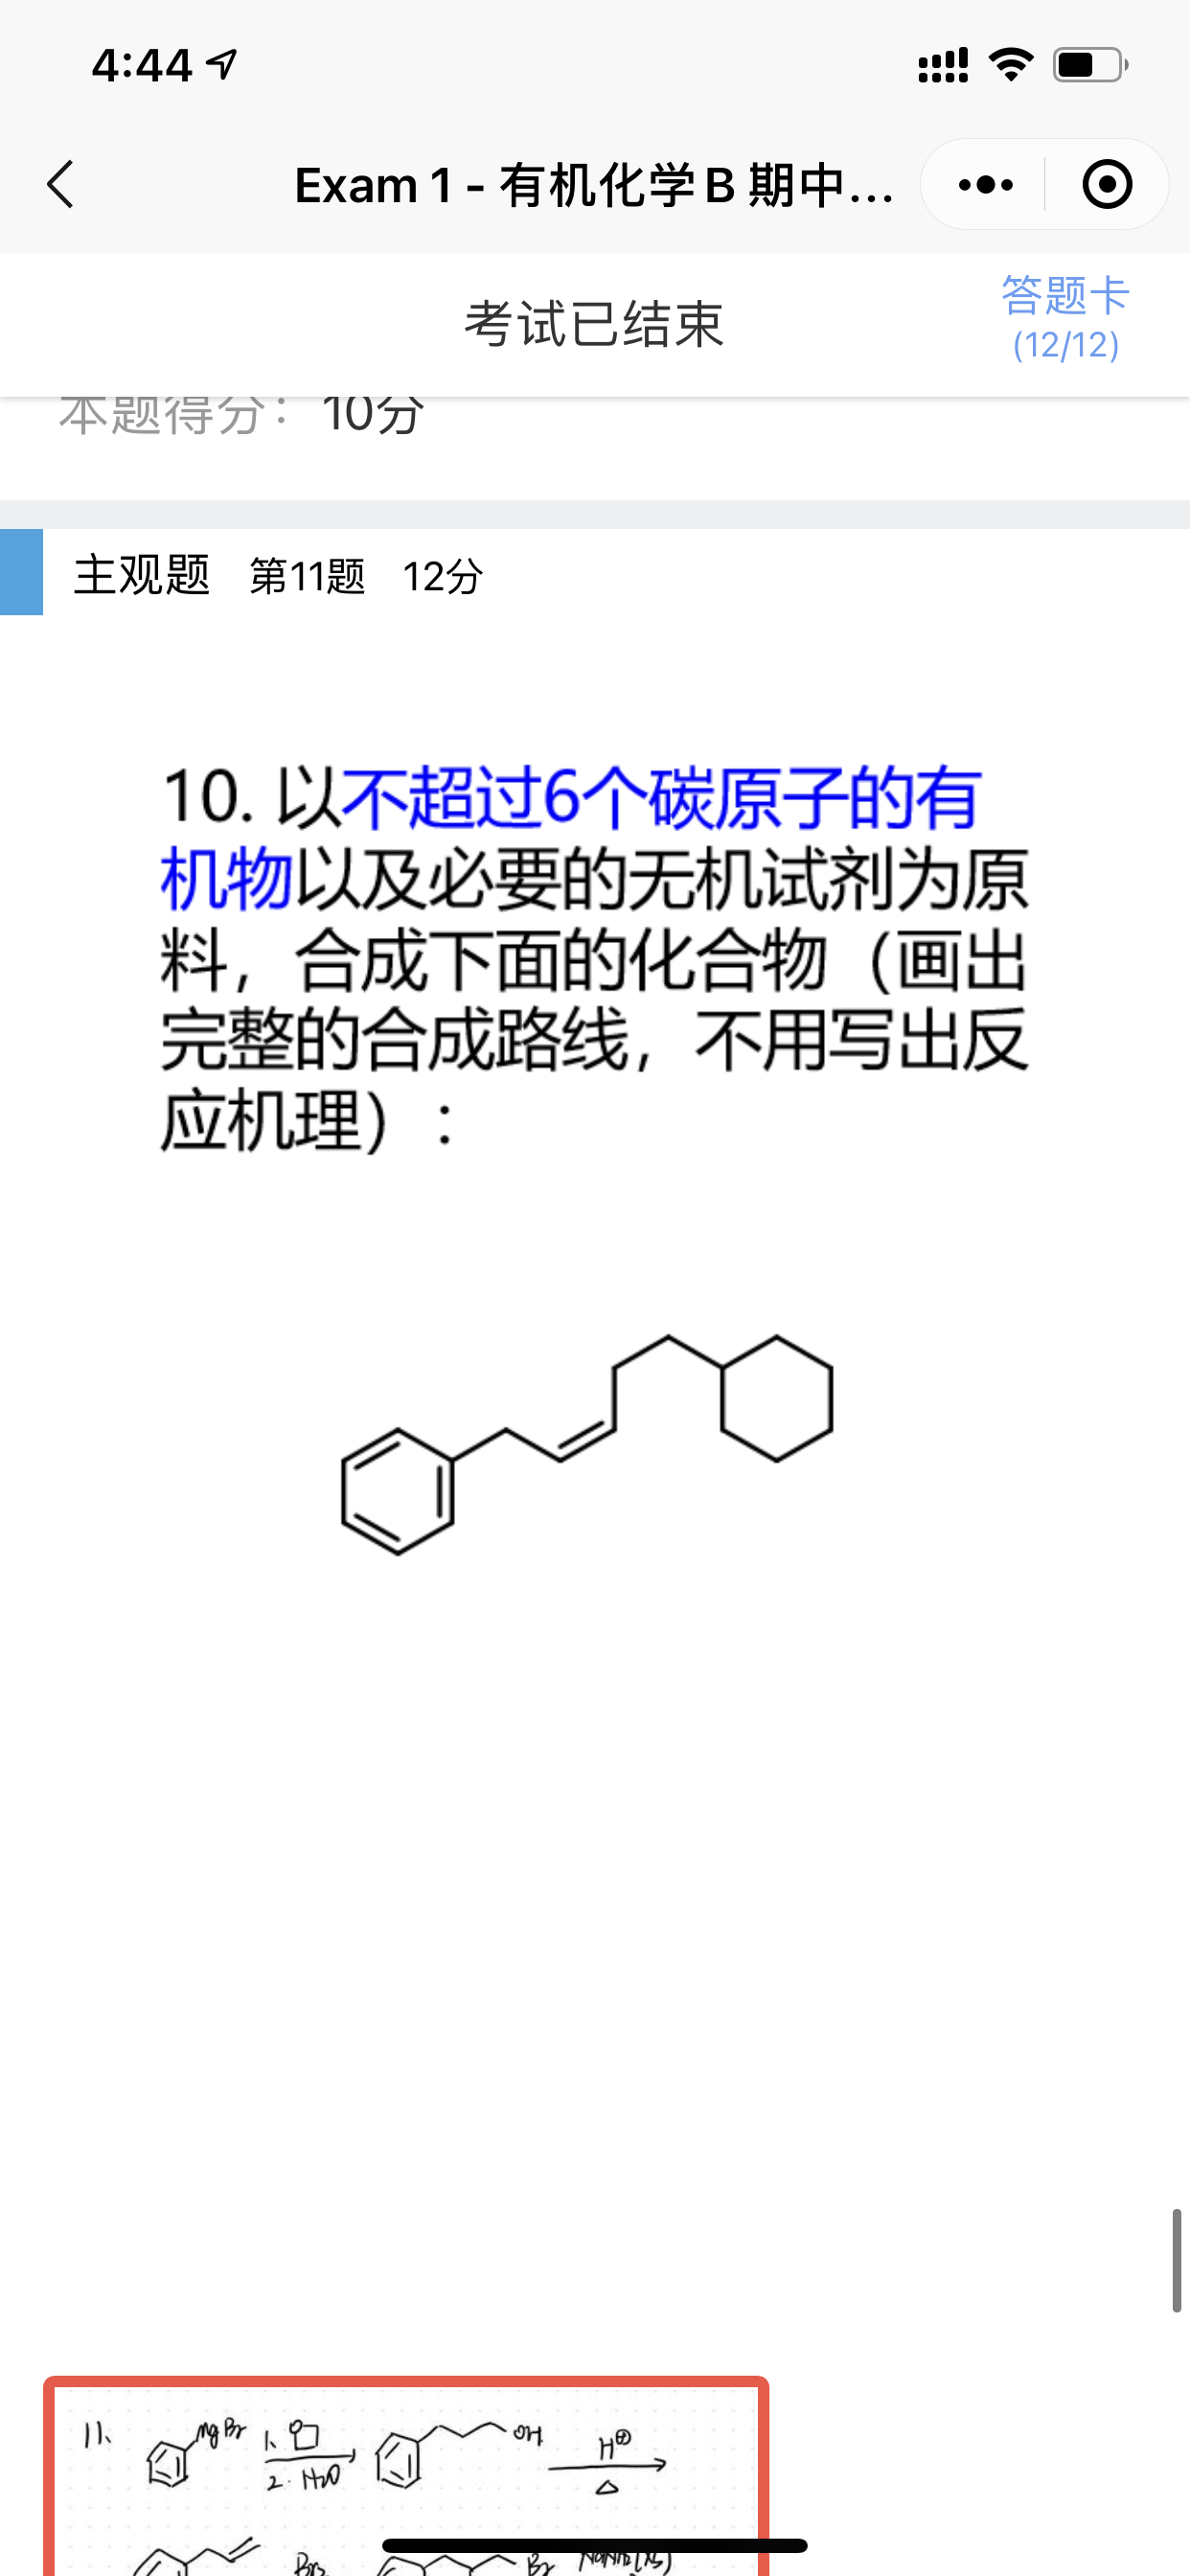 4:44
Exam 1 - 有机化学B 期中...
考试已结束
答题卡
(12/12)
本题得分： 10分
主观题 第11题 12分
10. 以不超过6个碳原子的有
机物以及必要的无机试剂为原
料，合成下面的化合物（画出
完整的合成路线，不用写出反
应机理）：
11、
MgBr
1、
O
2. H₂O
OH
H⊕
△
Br₂
Br